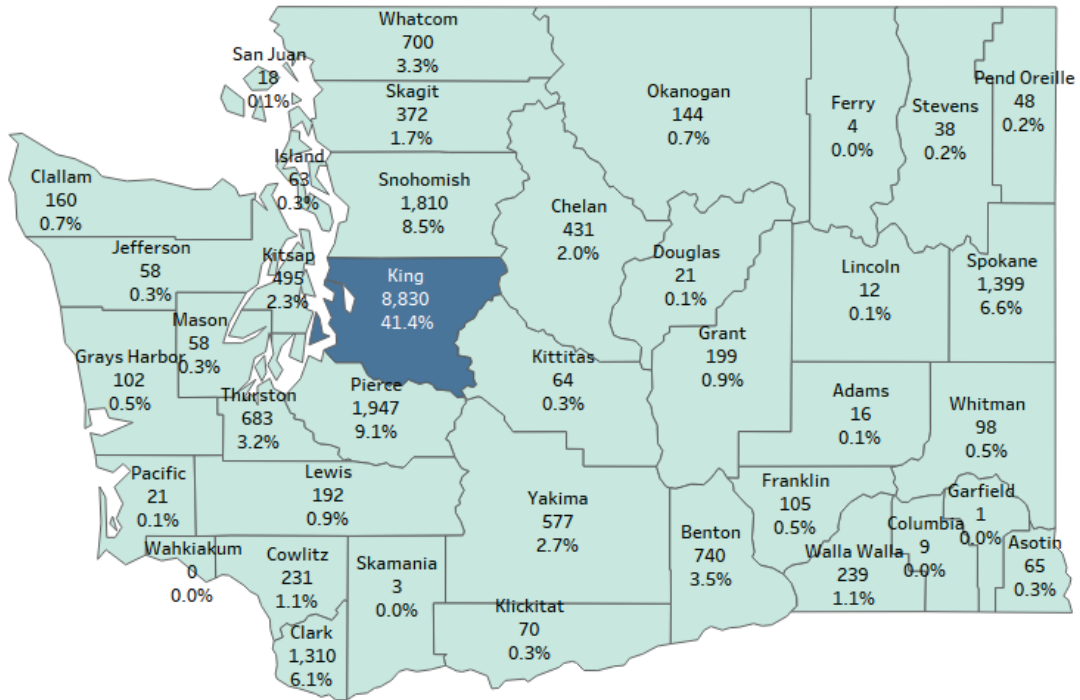 Whatcom
700
3.3%
San Juan
18
0.1%
Skagit
372
1.7%
Okanogan
144
0.7%
Ferry
4
0.0%
Stevens
38
0.2%
Pend Oreille
48
0.2%
Clallam
160
0.7%
Island
63
0.3%
Snohomish
1,810
8.5%
Chelan
431
2.0%
Jefferson
58
0.3%
Kitsap
495
2.3%
King
8,830
41.4%
Douglas
21
0.1%
Lincoln
12
0.1%
Spokane
1,399
6.6%
Mason
58
0.3%
Grays Harbor
102
0.5%
Thurston
683
3.2%
Pierce
1,947
9.1%
Kittitas
64
0.3%
Grant
199
0.9%
Adams
16
0.1%
Whitman
98
0.5%
Pacific
21
0.1%
Lewis
192
0.9%
Yakima
577
2.7%
Benton
740
3.5%
Franklin
105
0.5%
Garfield
1
0.0%
Columbia
9
0.0%
Walla Walla
239
1.1%
Asotin
65
0.3%
Wahkiakum
0
0.0%
Cowlitz
231
1.1%
Skamania
3
0.0%
Klickitat
70
0.3%
Clark
1,310
6.1%